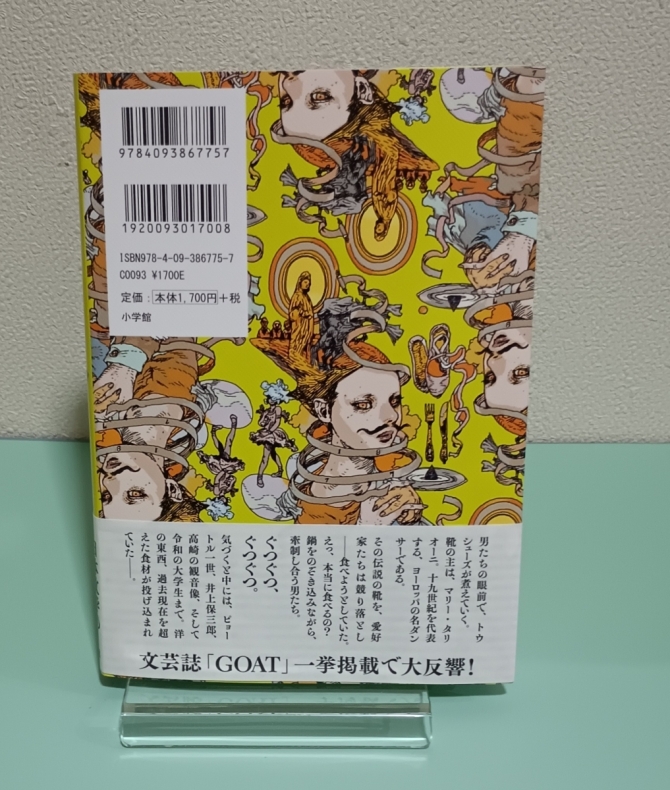 9784093867757
1920093017008
ISBN978-4-09-386775-7
C0093 ¥1700E
定価：本体1,700円＋税
小学館
男たちの眼前で、トウ
シューズが煮えていく。
靴の主は、マリー・タリ
オーニ。十九世紀を代表
する、ヨーロッパの名ダン
サーである。
その伝説の靴を、愛好
家たちは競り落とし
――食べようとしていた。
えっ、本当に食べるの？
鍋をのぞき込みながら、
牽制し合う男たち。
ぐつぐつ、
ぐつぐつ。
気づくと中には、ピョー
トル一世、井上保三郎、
高崎の観音像、そして
令和の大学生まで、洋
の東西、過去現在を超
えた食材が投げ込まれ
ていた――。
文芸誌「GOAT」一挙掲載で大反響！